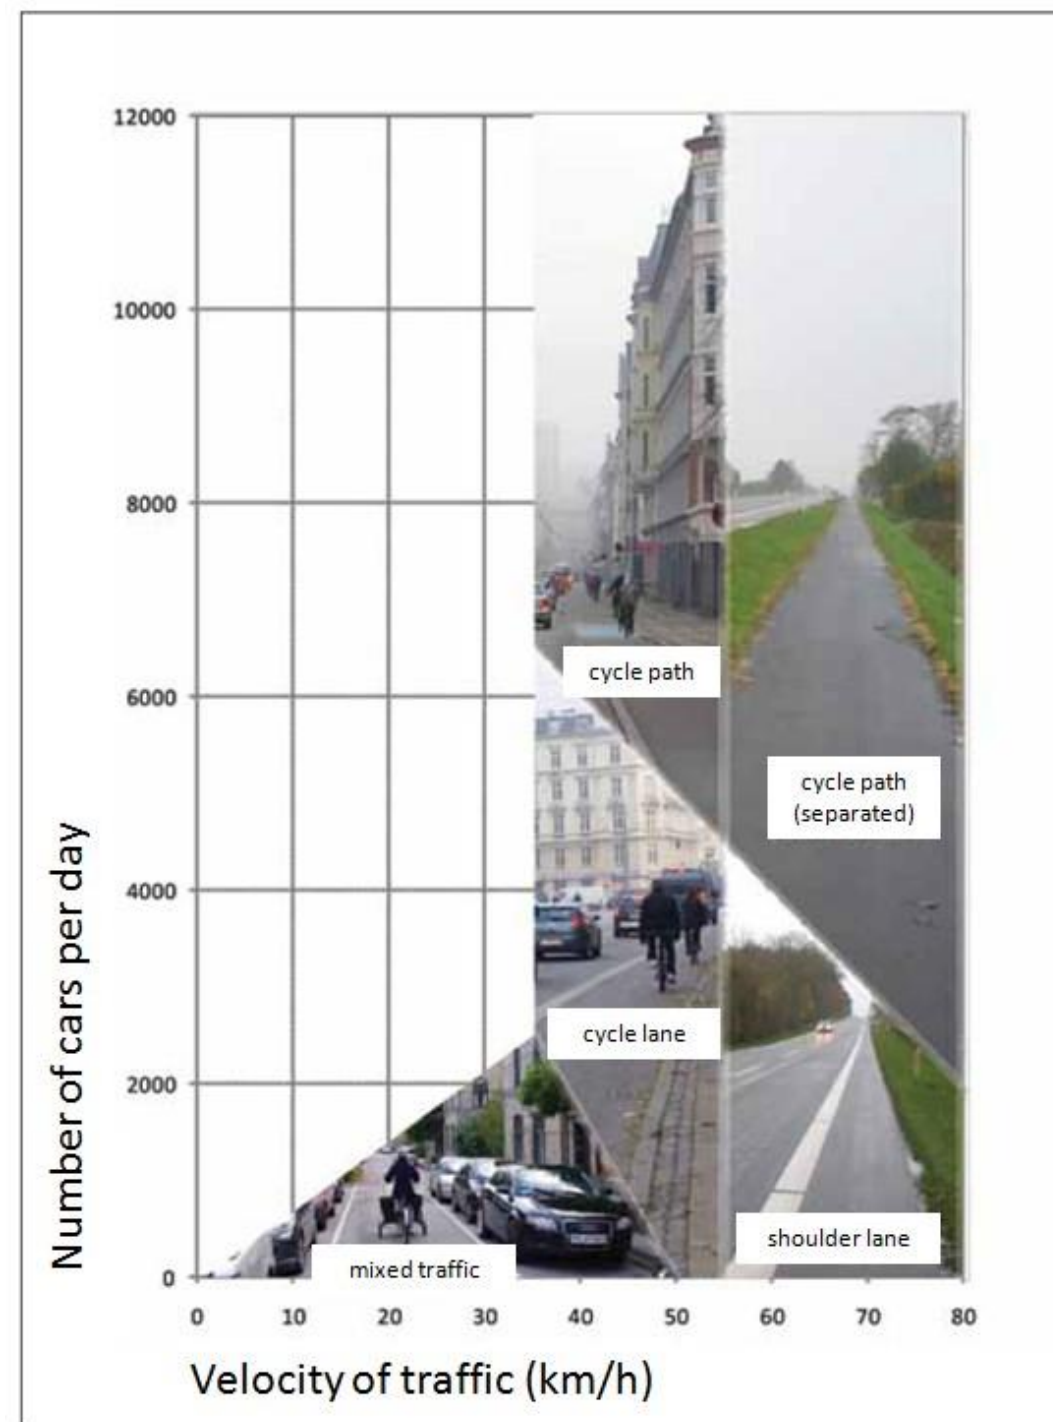 12000
10000
8000
6000
4000
2000
0
cycle path
cycle path
(separated)
cycle lane
shoulder lane
mixed traffic
0 10 20 30 40 50 60 70 80
Number of cars per day
Velocity of traffic (km/h)